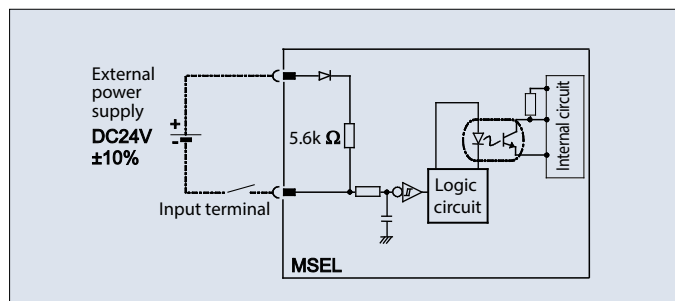 External
power
supply
DC24V
±10%
+
-
5.6k Ω
Input terminal
Logic
circuit
Internal circuit
MSEL